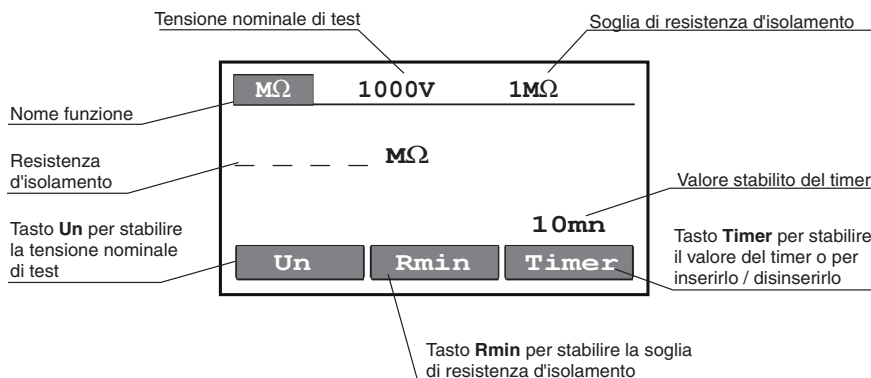 Tensione nominale di test
Soglia di resistenza d'isolamento
MΩ 1000V 1MΩ
Nome funzione
Resistenza
d'isolamento
_ _ _ _ MΩ
Valore stabilito del timer
10mn
Tasto Un per stabilire
la tensione nominale
di test
Un Rmin Timer
Tasto Timer per stabilire
il valore del timer o per
inserirlo / disinserirlo
Tasto Rmin per stabilire la soglia
di resistenza d'isolamento